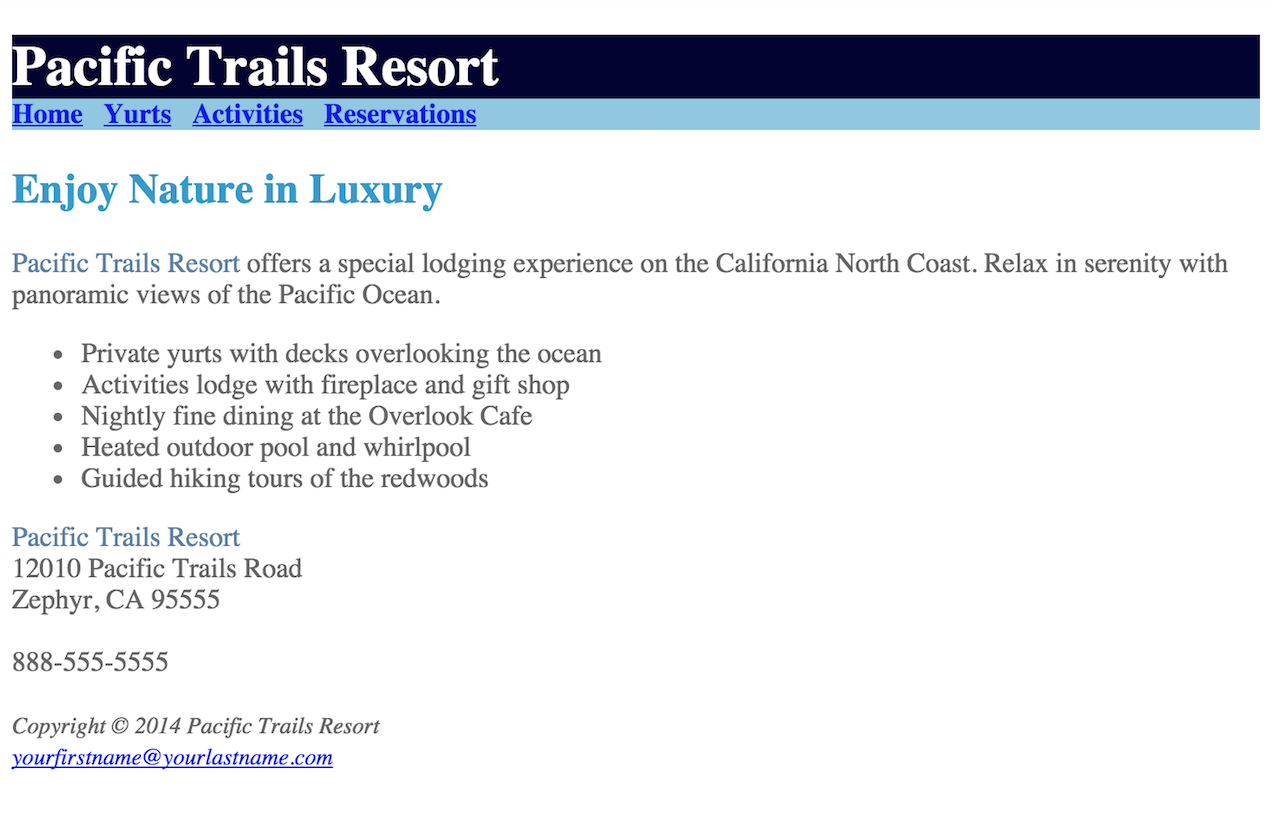 Pacific Trails Resort
Home Yurts Activities Reservations
Enjoy Nature in Luxury
Pacific Trails Resort offers a special lodging experience on the California North Coast. Relax in serenity with
panoramic views of the Pacific Ocean.
• Private yurts with decks overlooking the ocean
• Activities lodge with fireplace and gift shop
• Nightly fine dining at the Overlook Cafe
• Heated outdoor pool and whirlpool
• Guided hiking tours of the redwoods
Pacific Trails Resort
12010 Pacific Trails Road
Zephyr, CA 95555
888-555-5555
Copyright © 2014 Pacific Trails Resort
yourfirstname@yourlastname.com